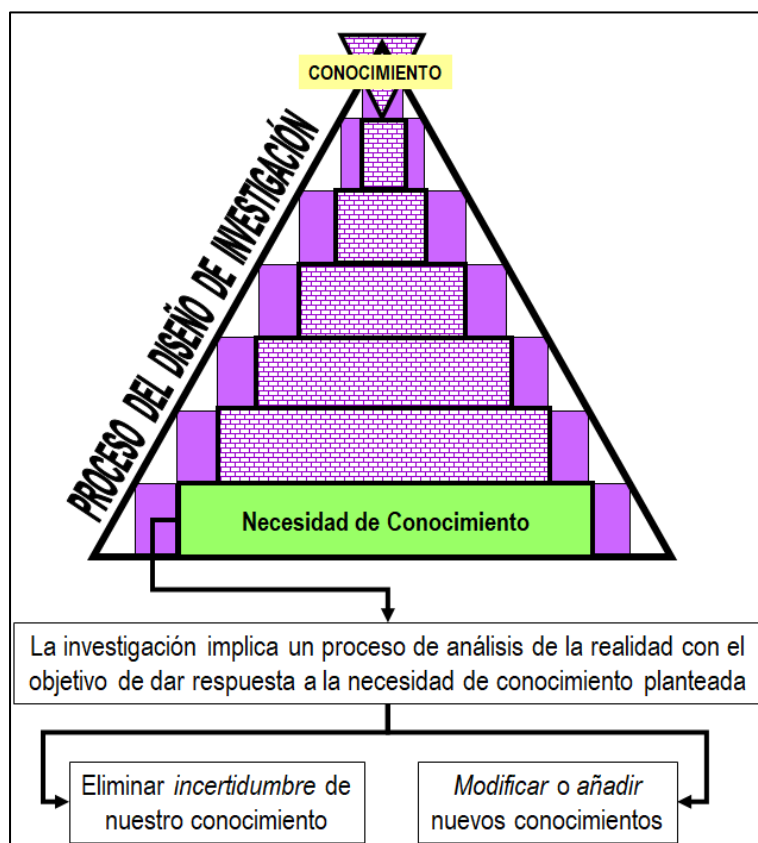 CONOCIMIENTO
PROCESO DEL DISEÑO DE INVESTIGACIÓN
Necesidad de Conocimiento
La investigación implica un proceso de análisis de la realidad con el
objetivo de dar respuesta a la necesidad de conocimiento planteada
Eliminar incertidumbre de
nuestro conocimiento
Modificar o añadir
nuevos conocimientos